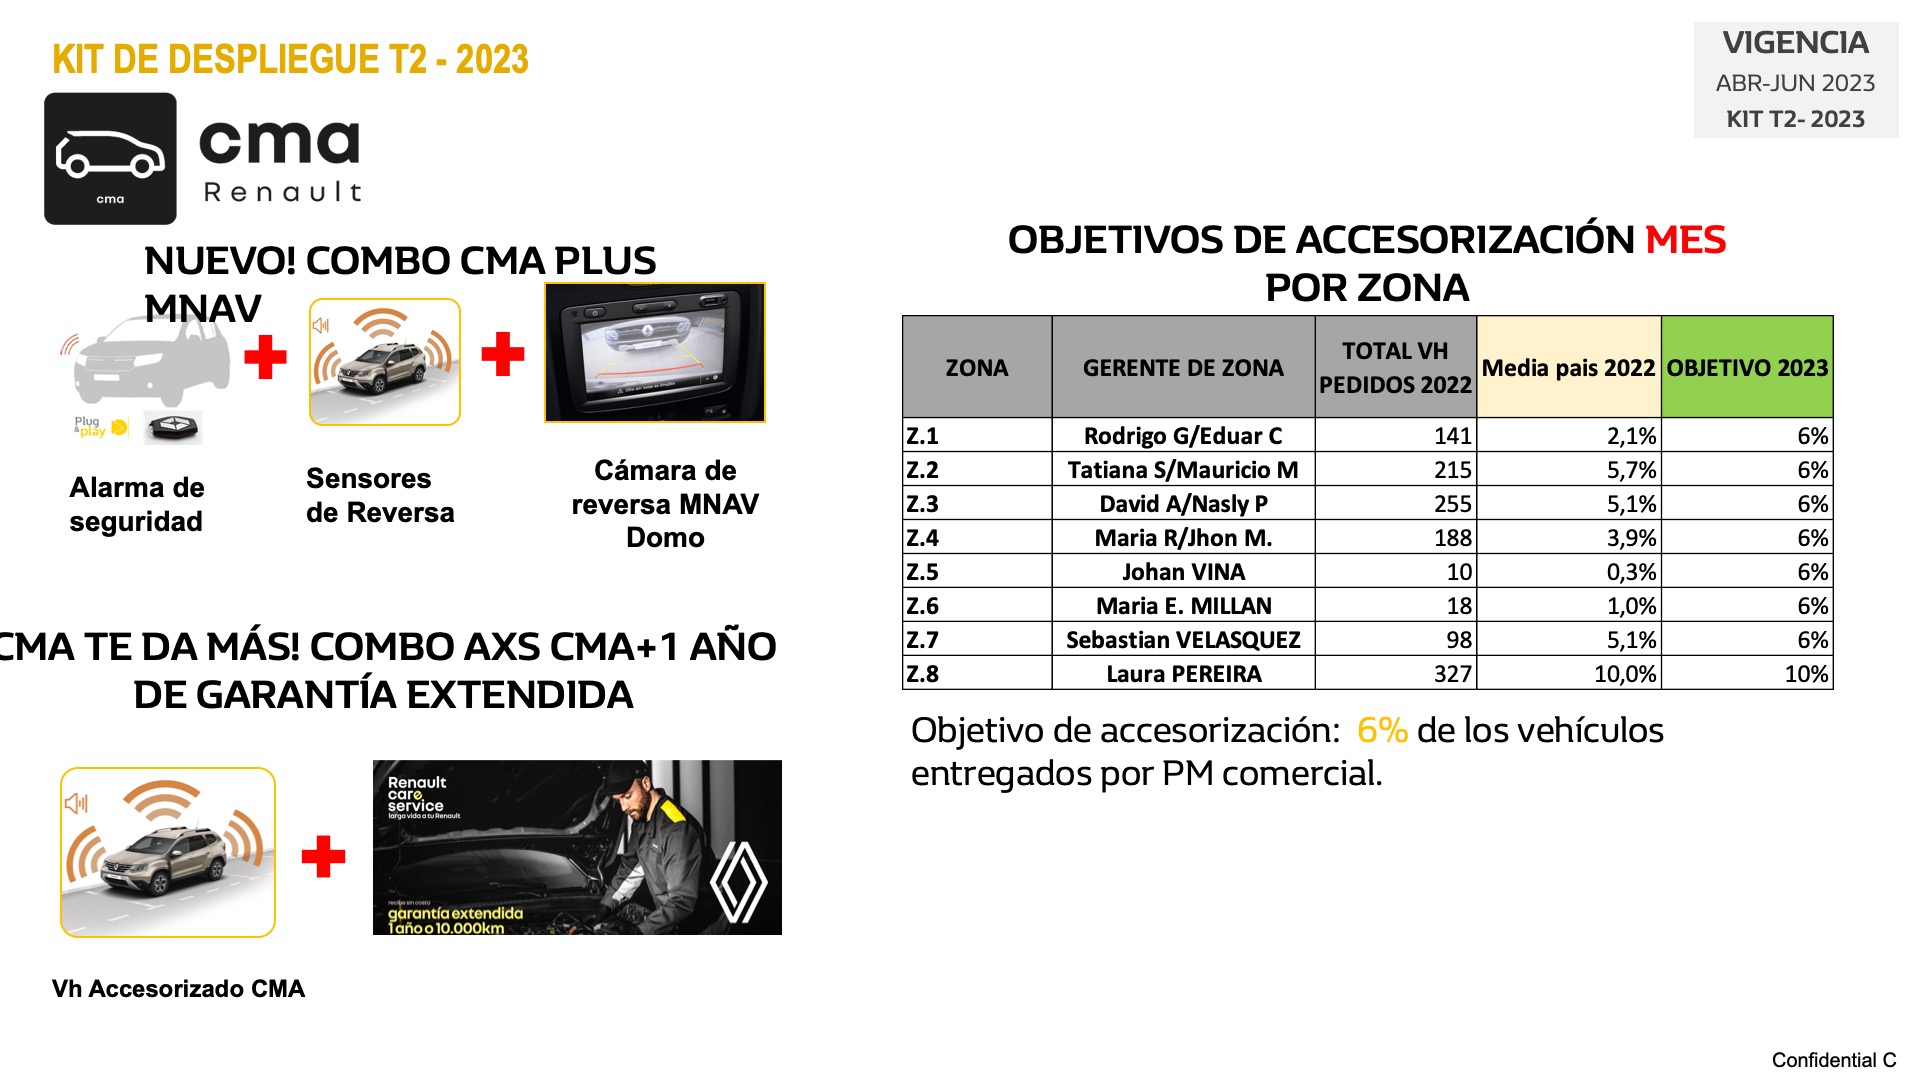 KIT DE DESPLIEGUE T2 - 2023
VIGENCIA
ABR-JUN 2023
KIT T2- 2023
cma
cma
Renault
NUEVO! COMBO CMA PLUS
MNAV
Plug
&play
Alarma de
seguridad
Sensores
de Reversa
Cámara de
reversa MNAV
Domo
CMA TE DA MÁS! COMBO AXS CMA+1 AÑO
DE GARANTÍA EXTENDIDA
Renault
care
service
larga vida a tu Renault
recibe sin costo
garantía extendida
1 año o 10.000km
Vh Accesorizado CMA
OBJETIVOS DE ACCESORIZACIÓN MES
POR ZONA
ZONA GERENTE DE ZONA TOTAL VH PEDIDOS 2022 Media pais 2022 OBJETIVO 2023
Z.1 Rodrigo G/Eduar C 141 2,1% 6%
Z.2 Tatiana S/Mauricio M 215 5,7% 6%
Z.3 David A/Nasly P 255 5,1% 6%
Z.4 Maria R/Jhon M. 188 3,9% 6%
Z.5 Johan VINA 10 0,3% 6%
Z.6 Maria E. MILLAN 18 1,0% 6%
Z.7 Sebastian VELASQUEZ 98 5,1% 6%
Z.8 Laura PEREIRA 327 10,0% 10%
Objetivo de accesorización: 6% de los vehículos
entregados por PM comercial.
Confidential C